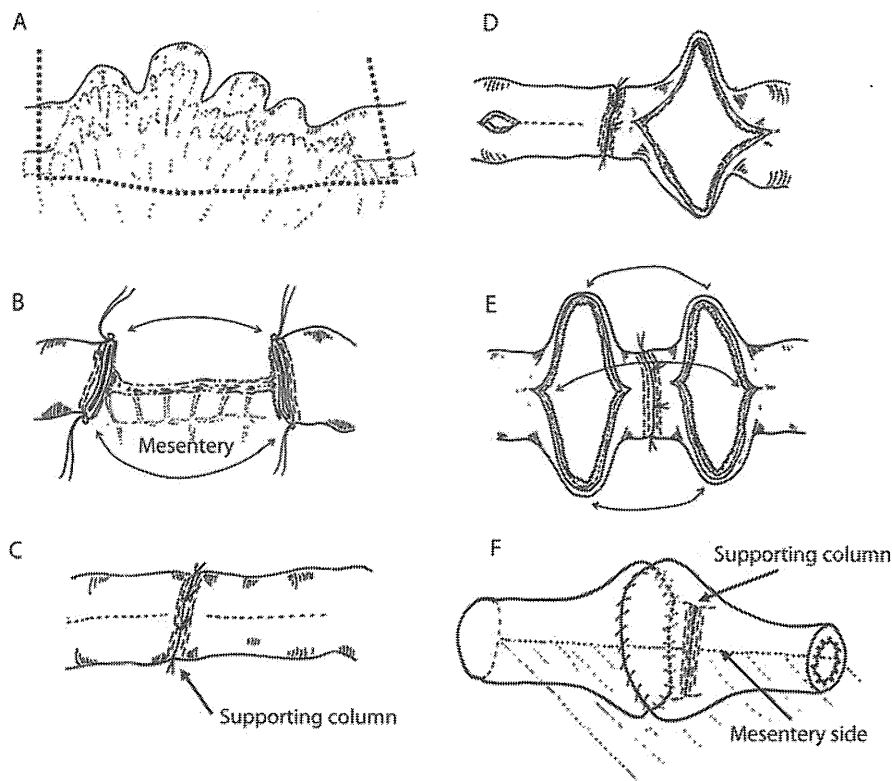 A
D
B
Mesentery
E
C
Supporting column
F
Supporting column
Mesentery side